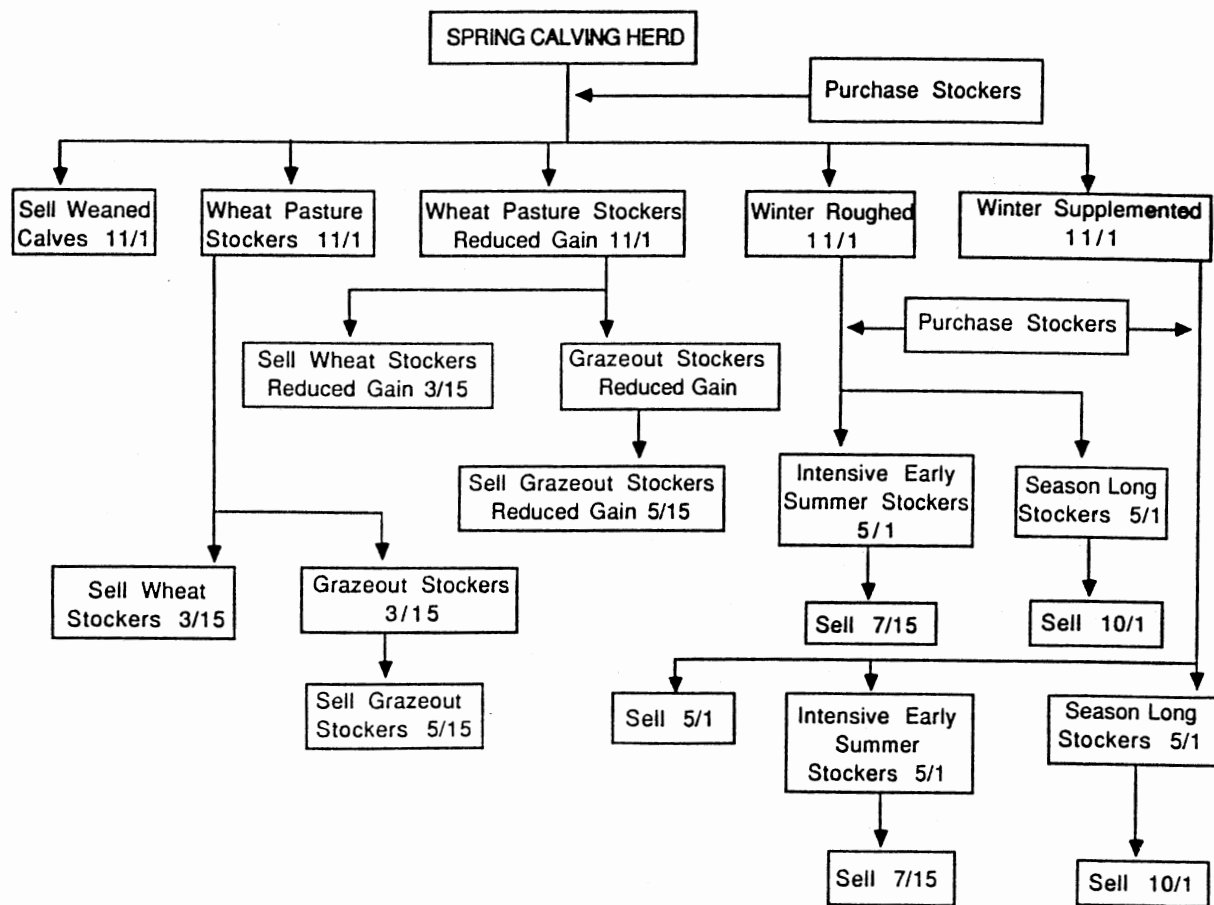 SPRING CALVING HERD
Purchase Stockers
Sell Weaned
Calves 11/1
Wheat Pasture
Stockers 11/1
Wheat Pasture Stockers
Reduced Gain 11/1
Winter Roughed
11/1
Winter Supplemented
11/1
Purchase Stockers
Sell Wheat Stockers
Reduced Gain 3/15
Grazeout Stockers
Reduced Gain
Sell Grazeout Stockers
Reduced Gain 5/15
Intensive Early
Summer Stockers
5/1
Season Long
Stockers 5/1
Sell Wheat
Stockers 3/15
Grazeout Stockers
3/15
Sell 7/15
Sell 10/1
Sell Grazeout
Stockers 5/15
Sell 5/1
Intensive Early
Summer
Stockers 5/1
Season Long
Stockers 5/1
Sell 7/15
Sell 10/1